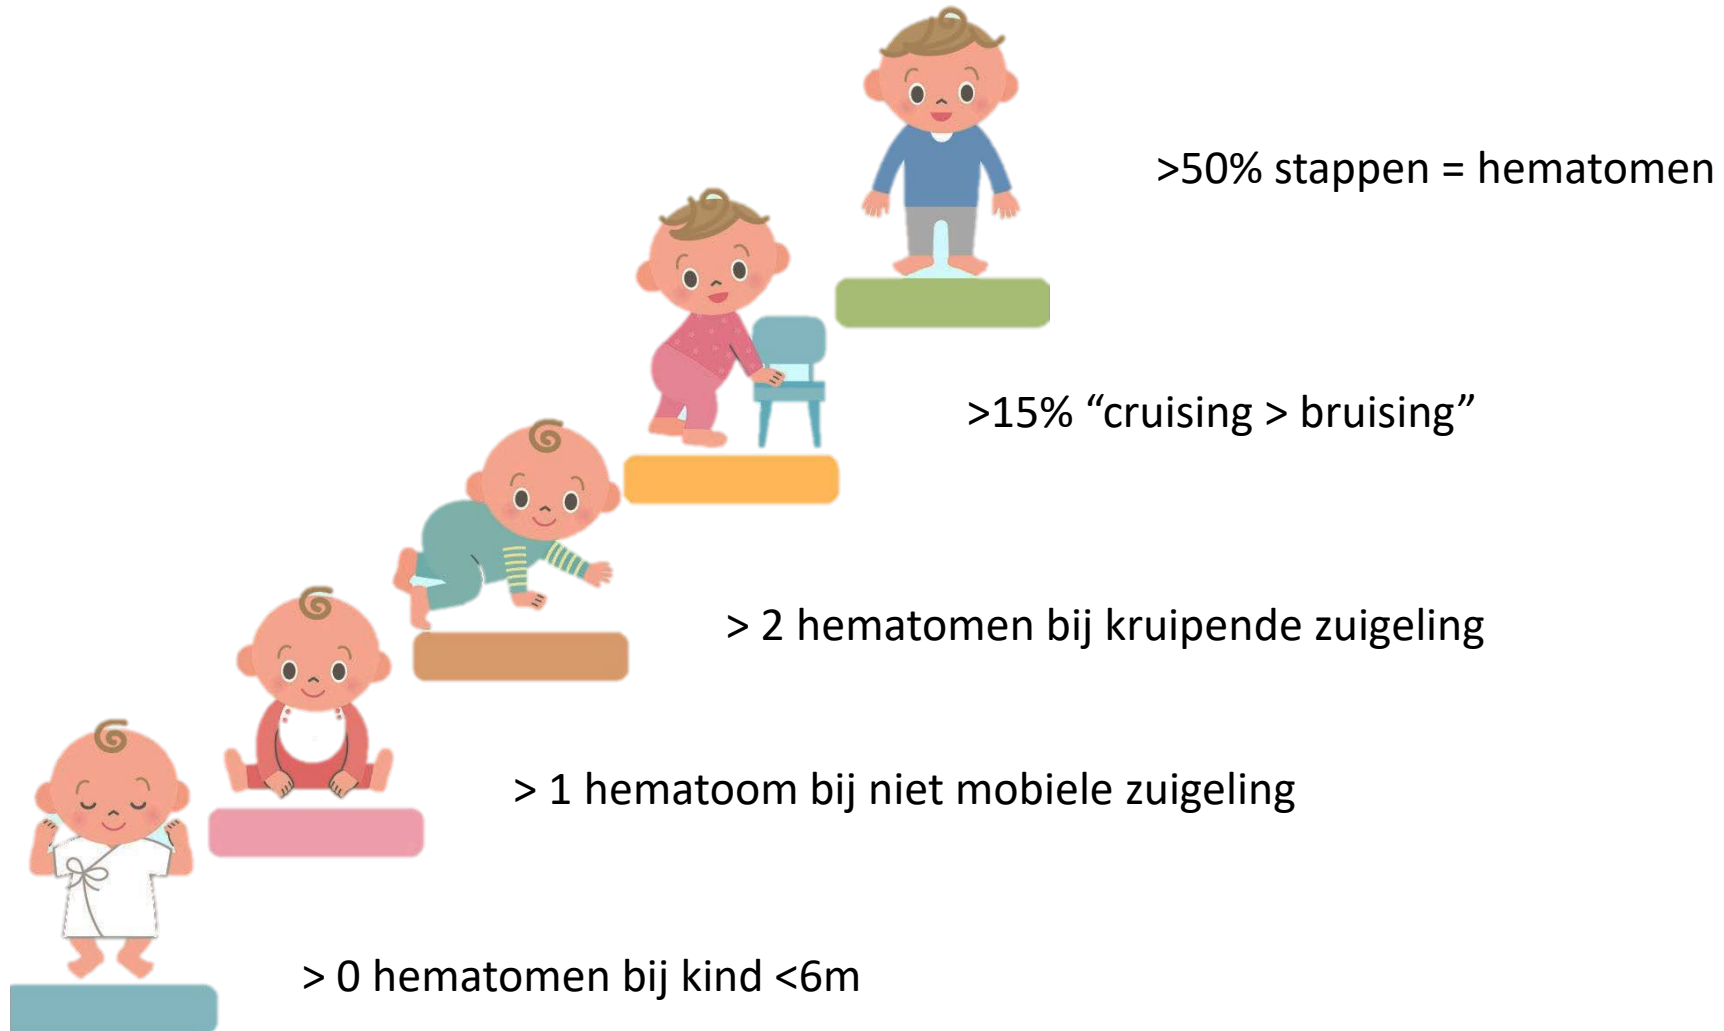 >50% stappen = hematomen
>15% “cruising > bruising”
> 2 hematomen bij kruipende zuigeling
> 1 hematoom bij niet mobiele zuigeling
> 0 hematomen bij kind <6m